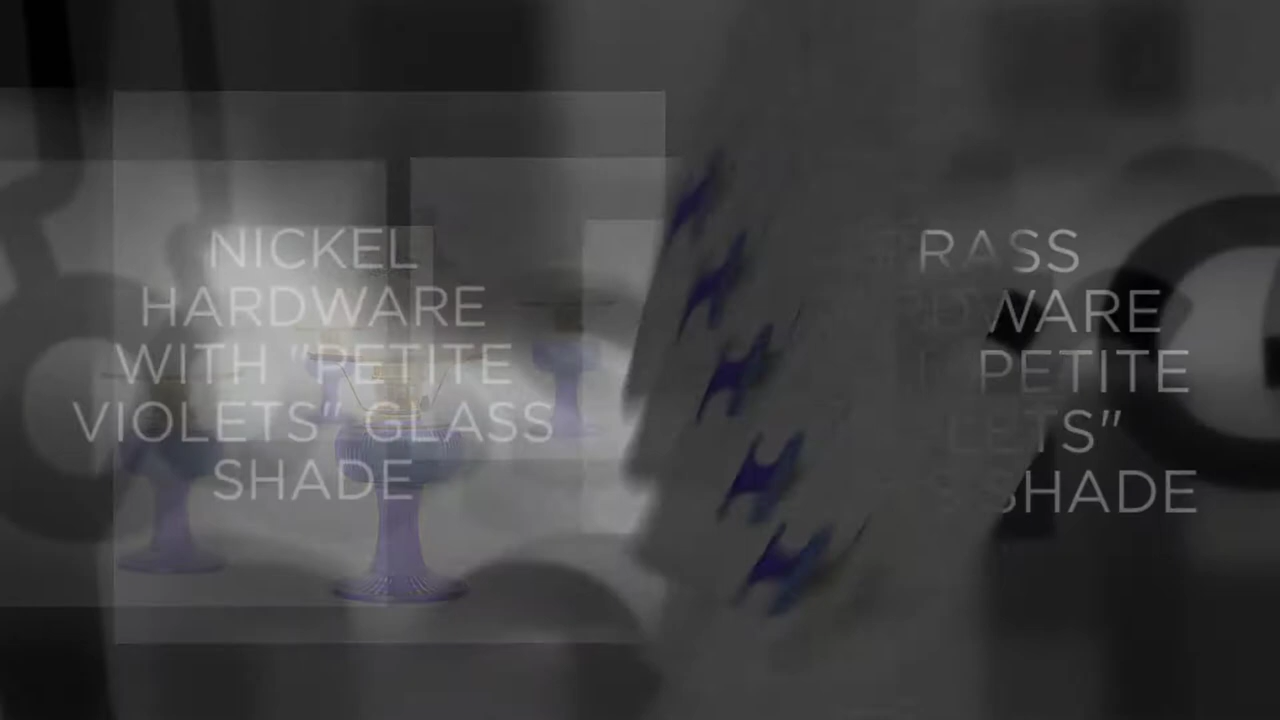 NICKEL
HARDWARE
WITH "PETITE
VIOLETS" GLASS
SHADE
RASS
WARE
PETITE
LETS"
SHADE